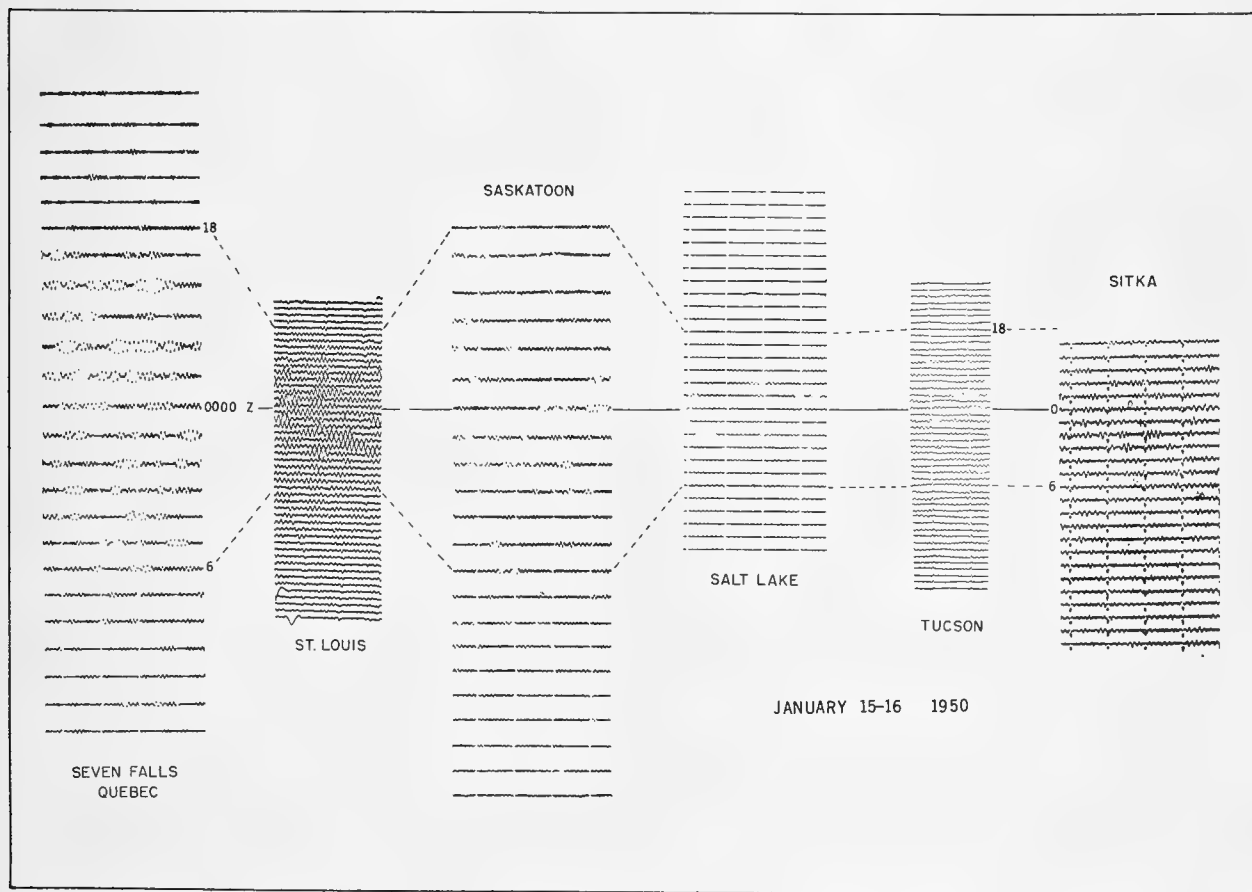 SASKATOON
18
SITKA
18
0000 Z
0
6
6
SALT LAKE
TUCSON
ST. LOUIS
JANUARY 15-16 1950
SEVEN FALLS
QUEBEC